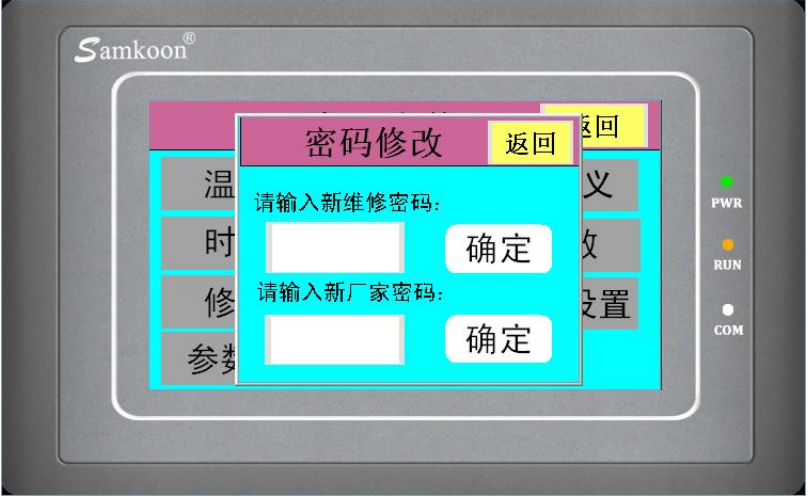 Samkoon®
返回
密码修改
返回
温
义
请输入新维修密码:
PWR
时
确定
改
RUN
请输入新厂家密码:
修
设置
COM
确定
参数